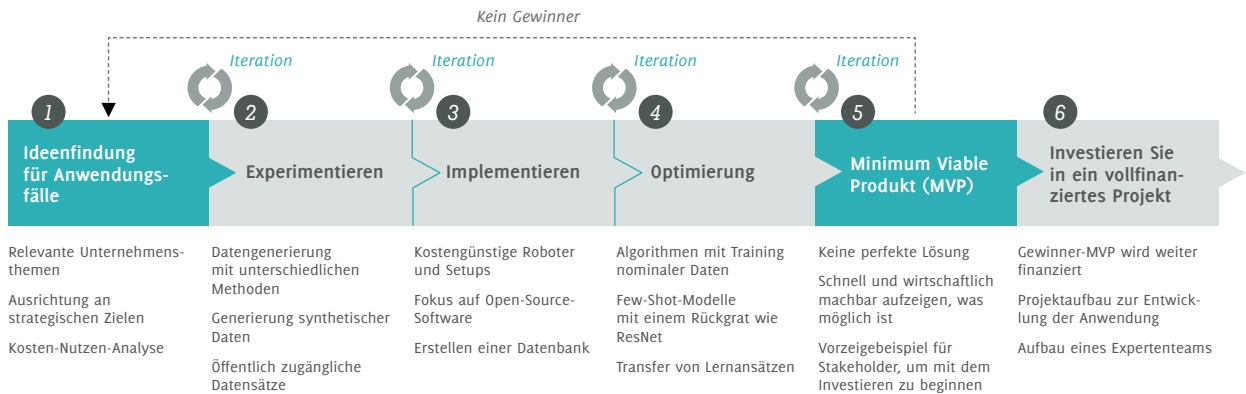 Kein Gewinner
Iteration
Iteration
Iteration
Iteration
1
Ideenfindung
für Anwendungs-
fälle
Relevante Unternehmens-
themen
Ausrichtung an
strategischen Zielen
Kosten-Nutzen-Analyse
2
Experimentieren
Datengenerierung
mit unterschiedlichen
Methoden
Generierung synthetischer
Daten
Öffentlich zugängliche
Datensätze
3
Implementieren
Kostengünstige Roboter
und Setups
Fokus auf Open-Source-
Software
Erstellen einer Datenbank
4
Optimierung
Algorithmen mit Training
nominaler Daten
Few-Shot-Modelle
mit einem Rückgrat wie
ResNet
Transfer von Lernansätzen
5
Minimum Viable
Produkt (MVP)
Keine perfekte Lösung
Schnell und wirtschaftlich
machbar aufzeigen, was
möglich ist
Vorzeigebeispiel für
Stakeholder, um mit dem
Investieren zu beginnen
6
Investieren Sie
in ein vollfinan-
ziertes Projekt
Gewinner-MVP wird weiter
finanziert
Projektaufbau zur Entwick-
lung der Anwendung
Aufbau eines Expertenteams